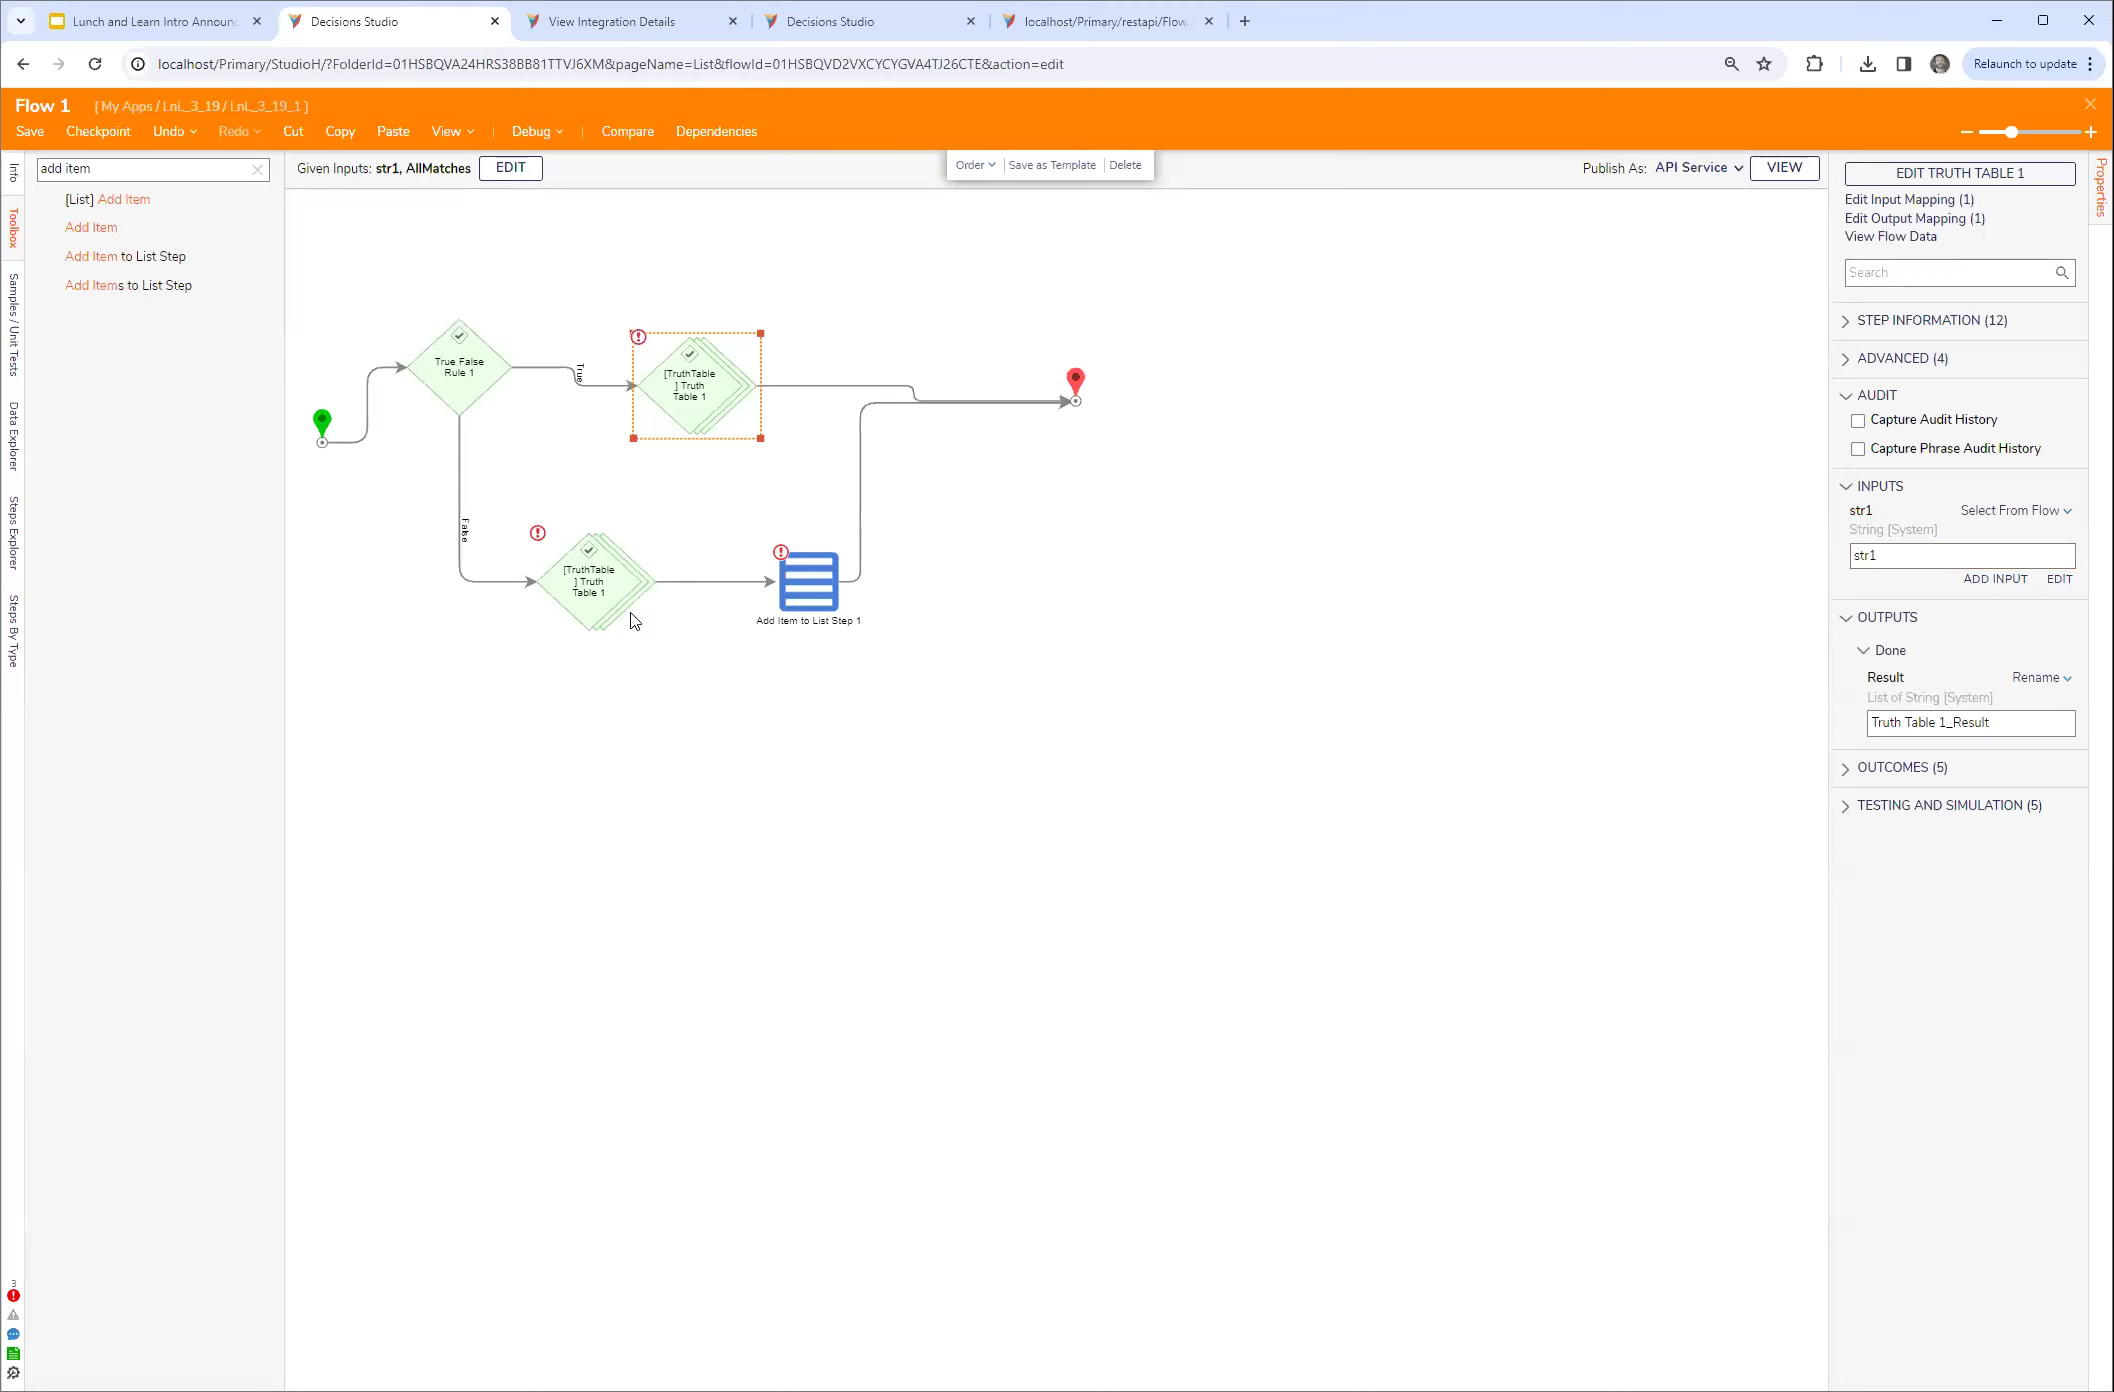 Lunch and Learn Intro Announc
Decisions Studio
View Integration Details
Decisions Studio
localhost/Primary/restapi/Flow
localhost/Primary/StudioH/?FolderId=01HSBQVA24HRS38BB81TTVJ6XM&pageName=List&flowId=01HSBQVD2VXCYCYGVA4TJ26CTE&action=edit
Relaunch to update
Flow 1 [ My Apps / LnL_3_19 / LnL_3_19_1 ]
Save Checkpoint Undo Redo Cut Copy Paste View | Debug | Compare Dependencies
Info
Toolbox
Samples / Unit Tests
Data Explorer
Steps Explorer
Steps By Type
add item
[List] Add Item
Add Item
Add Item to List Step
Add Items to List Step
3
Given Inputs: str1, AllMatches EDIT
Order Save as Template Delete
Publish As: API Service VIEW
True False
Rule 1
True
[TruthTable
] Truth
Table 1
False
[TruthTable
] Truth
Table 1
Add Item to List Step 1
Properties
EDIT TRUTH TABLE 1
Edit Input Mapping (1)
Edit Output Mapping (1)
View Flow Data
Search
STEP INFORMATION (12)
ADVANCED (4)
AUDIT
Capture Audit History
Capture Phrase Audit History
INPUTS
str1 Select From Flow
String [System]
str1
ADD INPUT EDIT
OUTPUTS
Done
Result Rename
List of String [System]
Truth Table 1_Result
OUTCOMES (5)
TESTING AND SIMULATION (5)